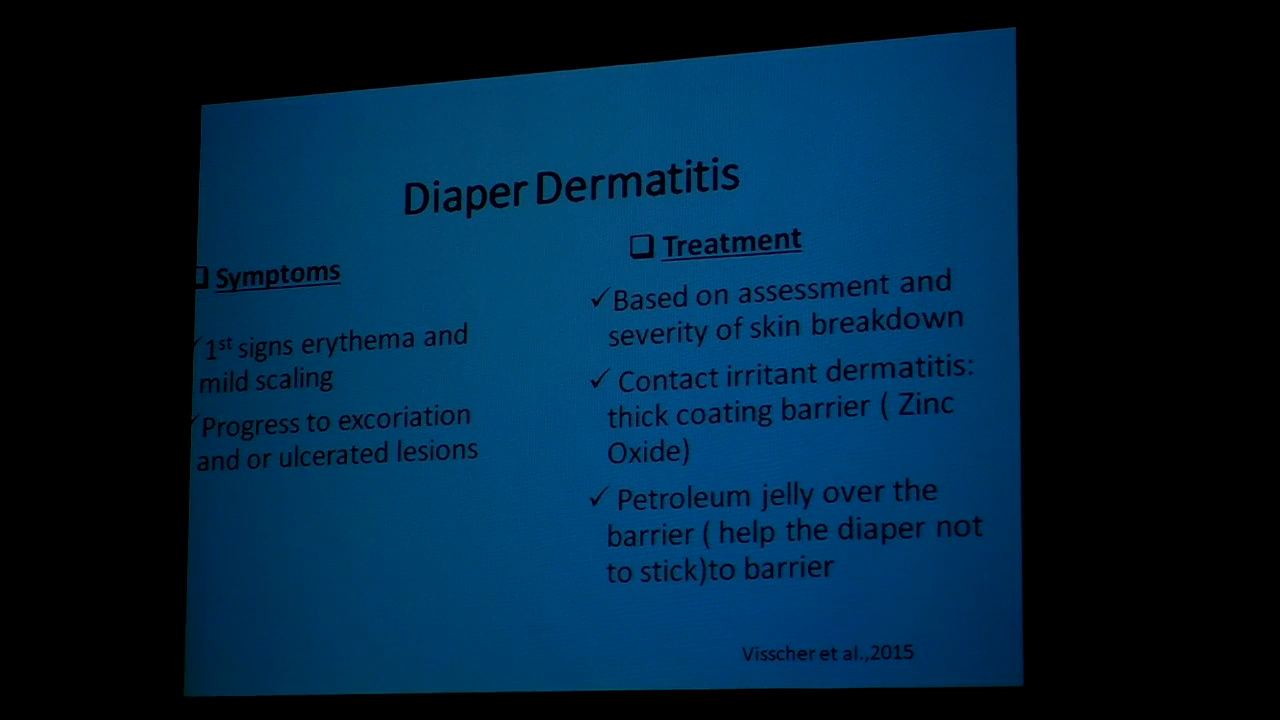 Diaper Dermatitis
❑ Symptoms
✓1st signs erythema and
mild scaling
✓Progress to excoriation
and or ulcerated lesions
❑ Treatment
✓Based on assessment and
severity of skin breakdown
✓ Contact irritant dermatitis:
thick coating barrier ( Zinc
Oxide)
✓ Petroleum jelly over the
barrier ( help the diaper not
to stick)to barrier
Visscher et al.,2015